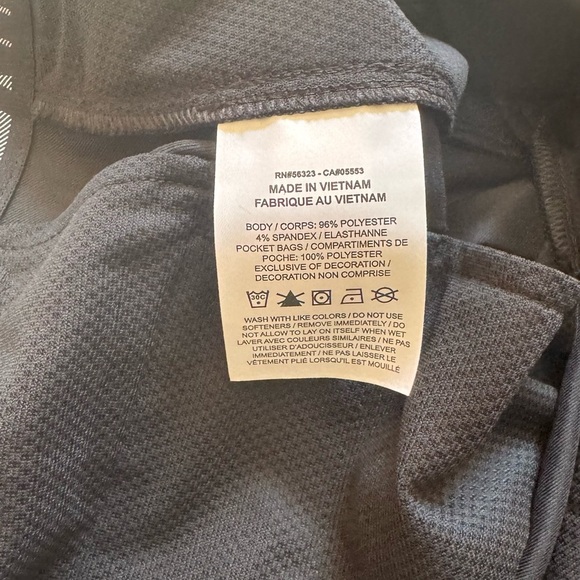 RN#56323 - CA#05553
MADE IN VIETNAM
FABRIQUE AU VIETNAM
BODY / CORPS: 96% POLYESTER
4% SPANDEX / ELASTHANNE
POCKET BAGS / COMPARTIMENTS DE
POCHE: 100% POLYESTER
EXCLUSIVE OF DECORATION /
DECORATION NON COMPRISE
30C
WASH WITH LIKE COLORS / DO NOT USE
SOFTENERS / REMOVE IMMEDIATELY / DO
NOT ALLOW TO LAY ON ITSELF WHEN WET
LAVER AVEC COULEURS SIMILAIRES / NE PAS
UTILISER D'ADOUCISSEUR / ENLEVER
IMMEDIATEMENT / NE PAS LAISSER LE
VÊTEMENT PLIÉ LORSQU'IL EST MOUILLÉ